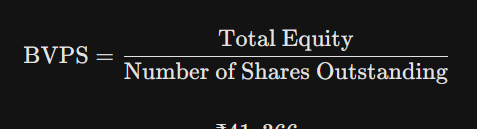 BVPS = Total Equity
Number of Shares Outstanding